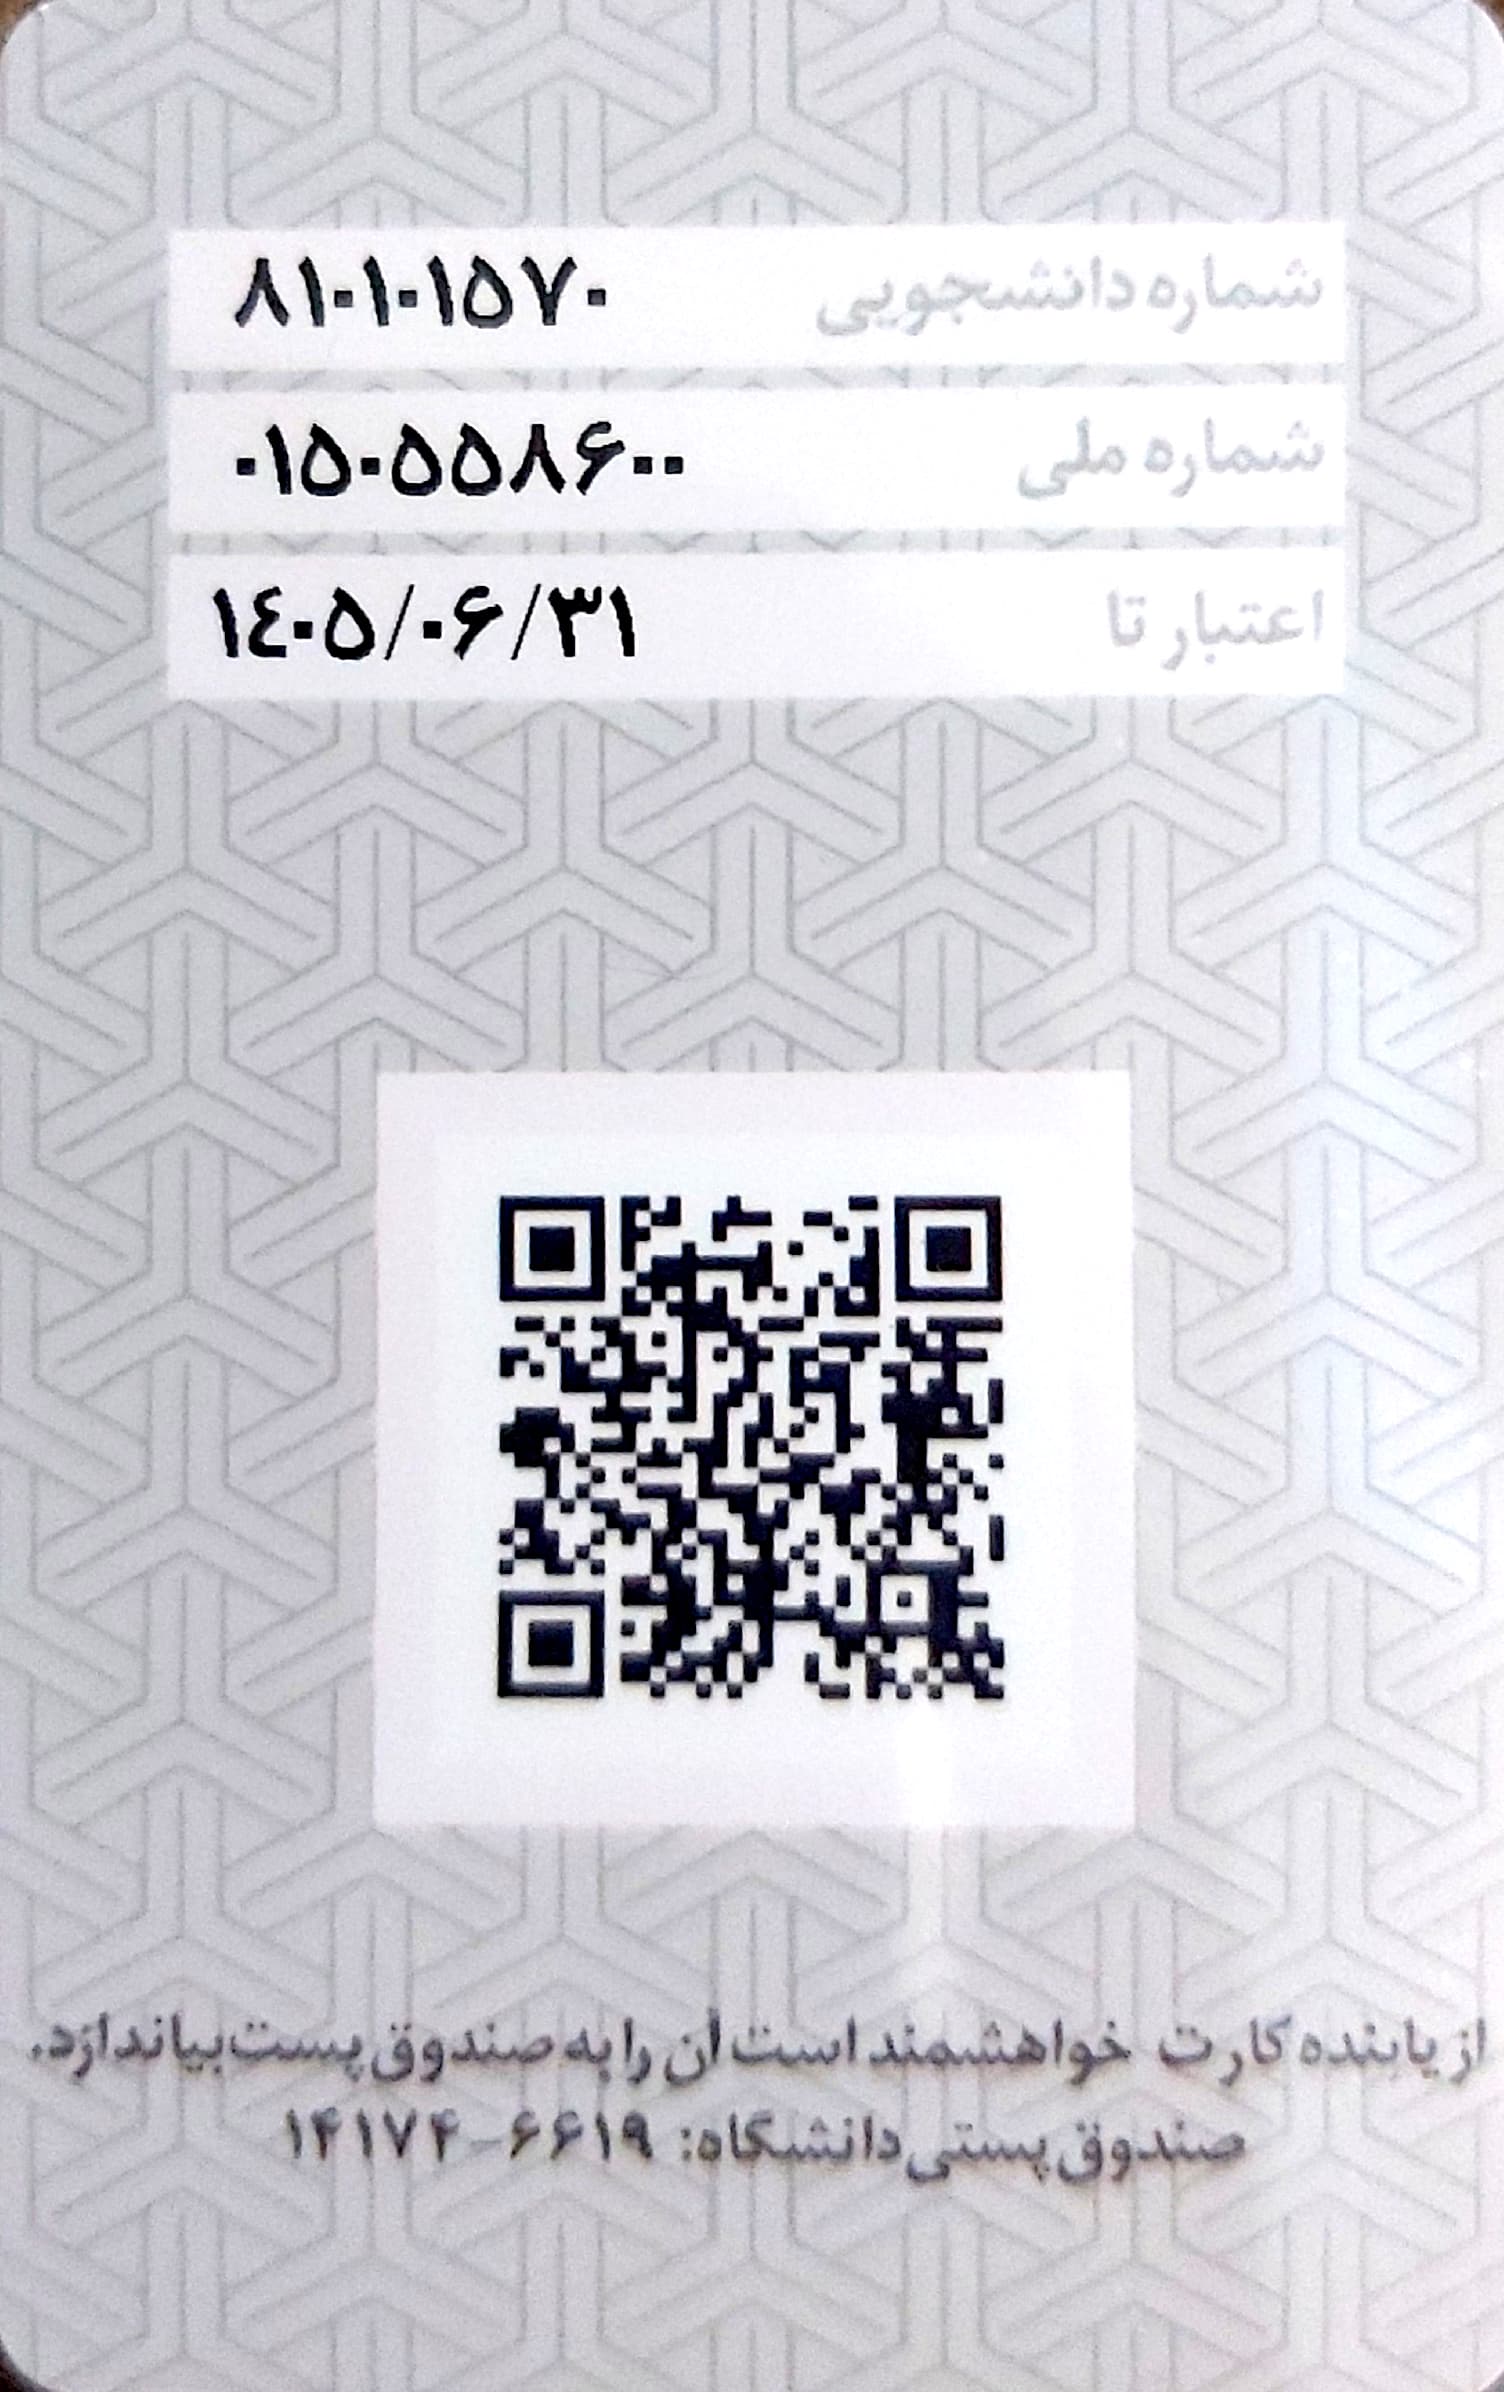 شماره دانشجویی ۸۱۰۱۰۱۵۷۰
شماره ملی ۰۱۵۰۵۵۸۶۰۰
اعتبار تا ۱٤۰۵/۰۶/۳۱
از یابنده کارت خواهشمند است آن را به صندوق پست بیاندازد.
صندوق پستی دانشگاه: ۶۶۱۹-۱۴۱۷۴